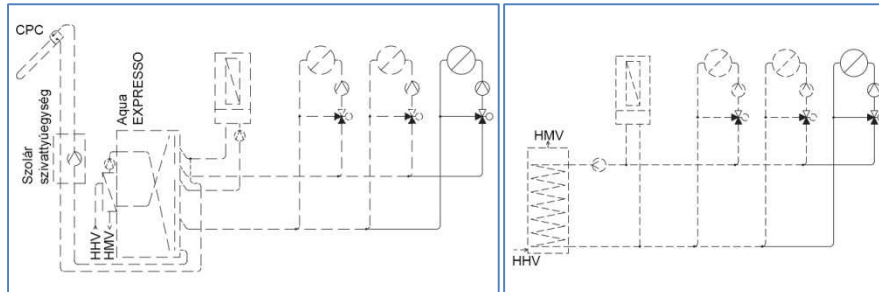 CPC
Szolár
szivattyúegység
Aqua
EXPRESSO
HHV
HMV
HMV
HHV